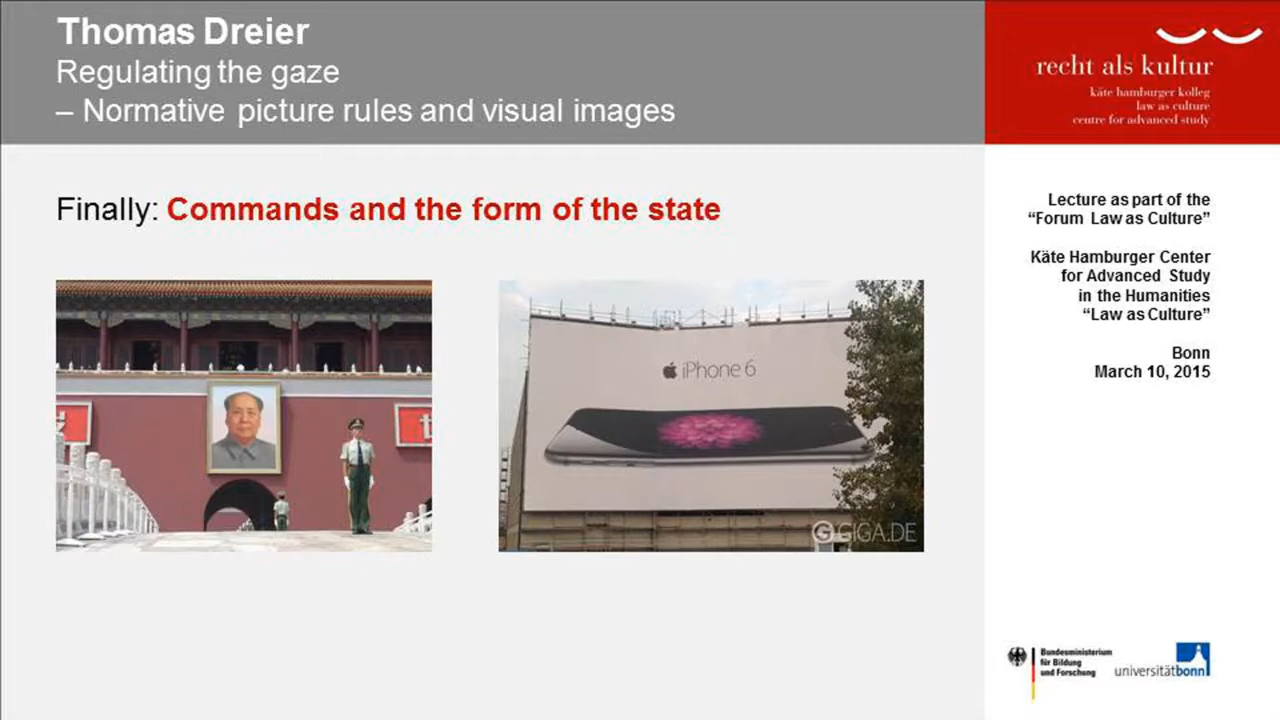 Thomas Dreier
Regulating the gaze
– Normative picture rules and visual images
recht als kultur
käte hamburger kolleg
law as culture
centre for advanced study
Finally: Commands and the form of the state
Lecture as part of the
“Forum Law as Culture”
Käte Hamburger Center
for Advanced Study
in the Humanities
“Law as Culture”
Bonn
March 10, 2015
iPhone 6
GIGA.DE
Bundesministerium
für Bildung
und Forschung
universitätbonn